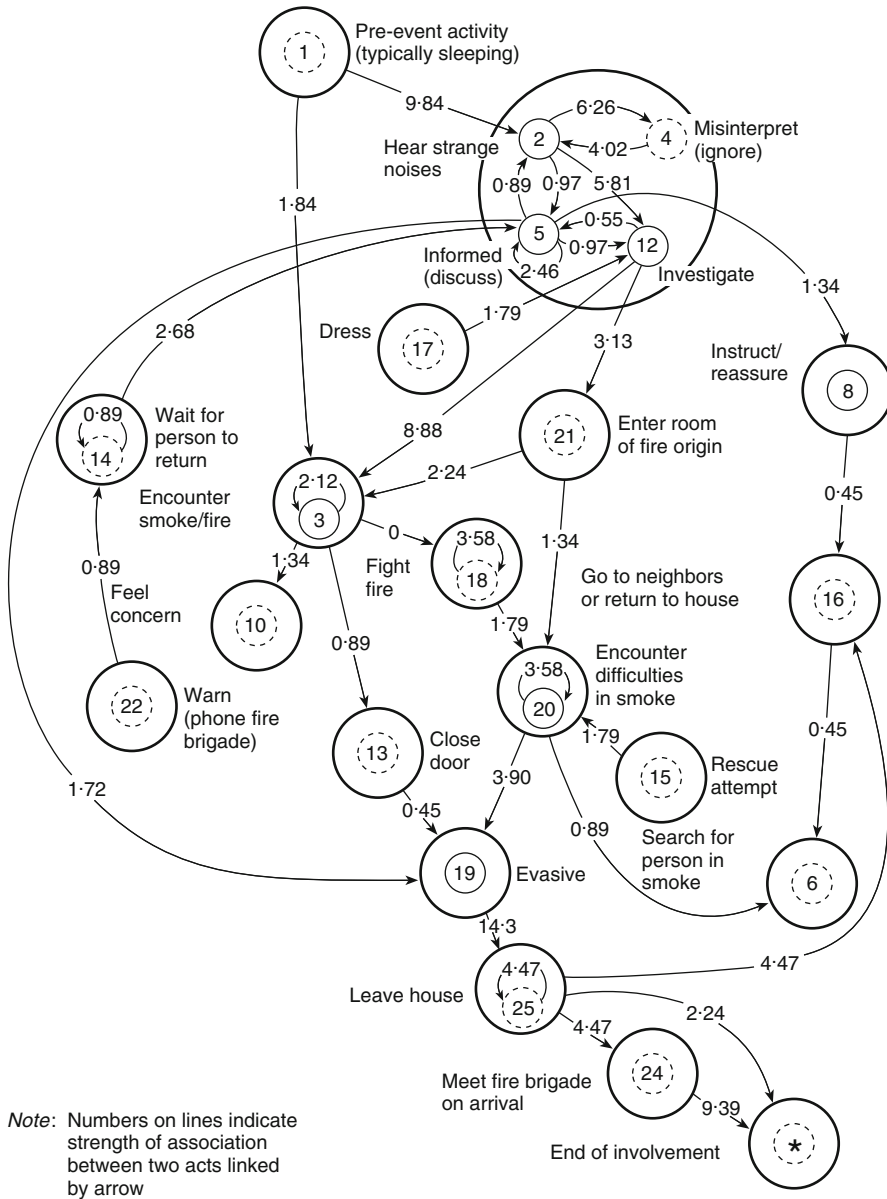 Pre-event activity
(typically sleeping)
1
9·84
6·26
2
4
Misinterpret
(ignore)
Hear strange
noises
4·02
0·89
0·97
5·81
1·84
0·55
5
12
0·97
Informed
(discuss)
2·46
Investigate
1·34
Dress
1·79
17
2·68
3·13
Instruct/
reassure
8
0·89
14
Wait for
person to
return
8·88
21
Enter room
of fire origin
2·24
Encounter
smoke/fire
2·12
3
0·45
0
3·58
18
Fight
fire
1·34
1·34
0·89
Feel
concern
10
Go to neighbors
or return to house
16
0·89
1·79
3·58
20
Encounter
difficulties
in smoke
22
Warn
(phone fire
brigade)
13
Close
door
1·79
0·45
15
Rescue
attempt
1·72
3·90
0·45
0·89
Search for
person in
smoke
19
Evasive
6
14·3
4·47
4·47
25
Leave house
2·24
4·47
24
Meet fire brigade
on arrival
9·39
End of involvement
*
Note: Numbers on lines indicate
strength of association
between two acts linked
by arrow